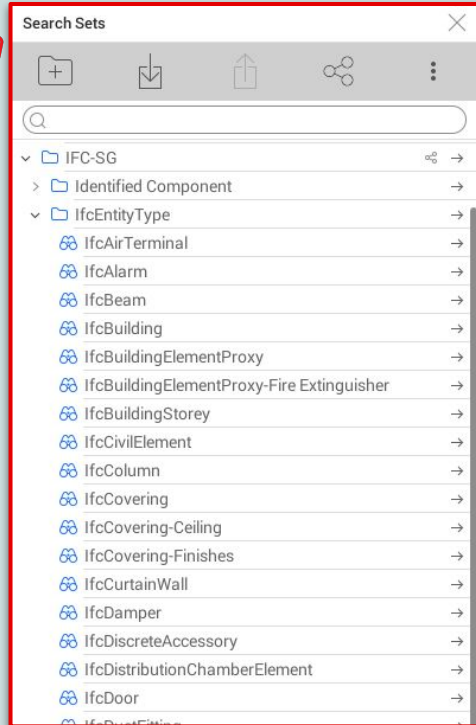 Search Sets
IFC-SG
Identified Component
IfcEntityType
IfcAirTerminal
IfcAlarm
IfcBeam
IfcBuilding
IfcBuildingElementProxy
IfcBuildingElementProxy-Fire Extinguisher
IfcBuildingStorey
IfcCivilElement
IfcColumn
IfcCovering
IfcCovering-Ceiling
IfcCovering-Finishes
IfcCurtainWall
IfcDamper
IfcDiscreteAccessory
IfcDistributionChamberElement
IfcDoor
IfcDuctFitting